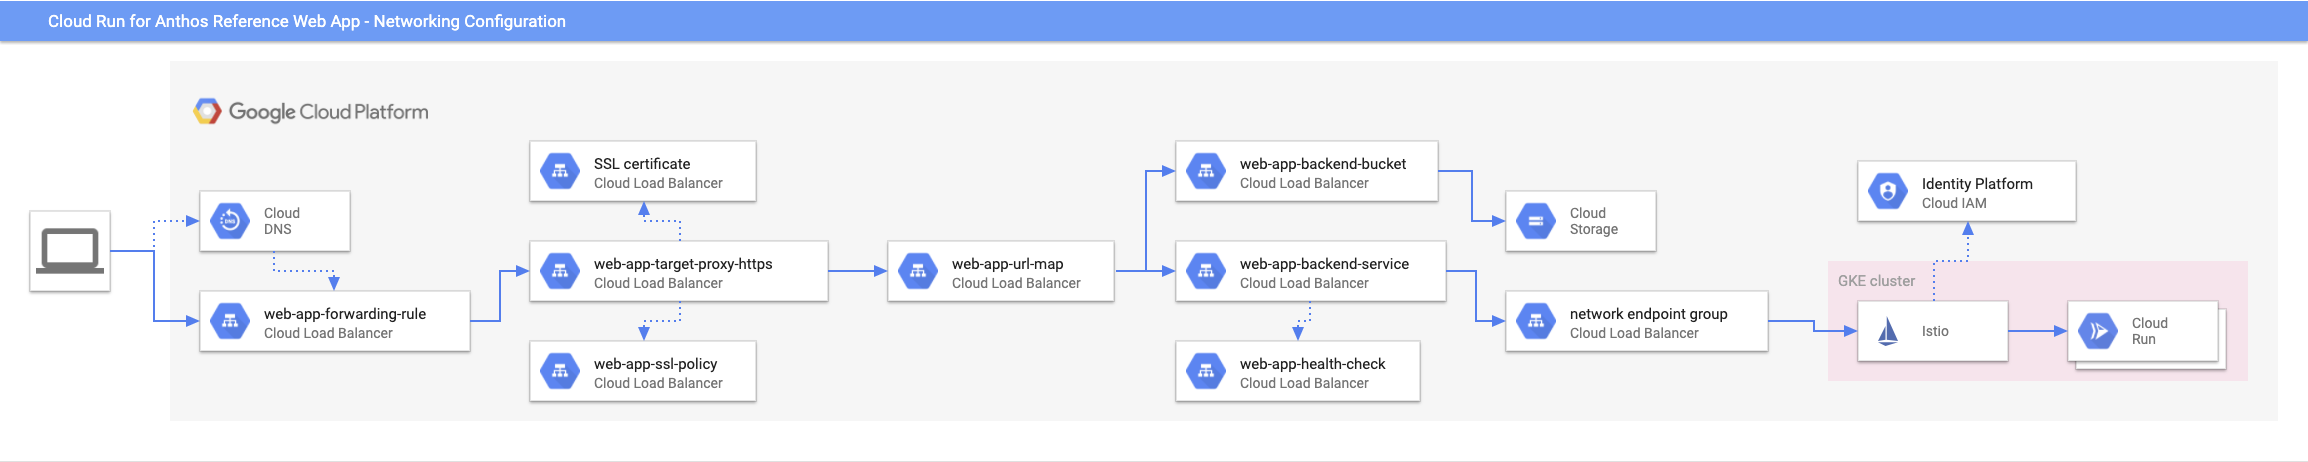 Cloud Run for Anthos Reference Web App - Networking Configuration
Google Cloud Platform
Cloud
DNS
DNS
web-app-forwarding-rule
Cloud Load Balancer
SSL certificate
Cloud Load Balancer
web-app-target-proxy-https
Cloud Load Balancer
web-app-ssl-policy
Cloud Load Balancer
web-app-url-map
Cloud Load Balancer
web-app-backend-bucket
Cloud Load Balancer
web-app-backend-service
Cloud Load Balancer
web-app-health-check
Cloud Load Balancer
Cloud
Storage
network endpoint group
Cloud Load Balancer
Identity Platform
Cloud IAM
GKE cluster
Istio
Cloud
Run